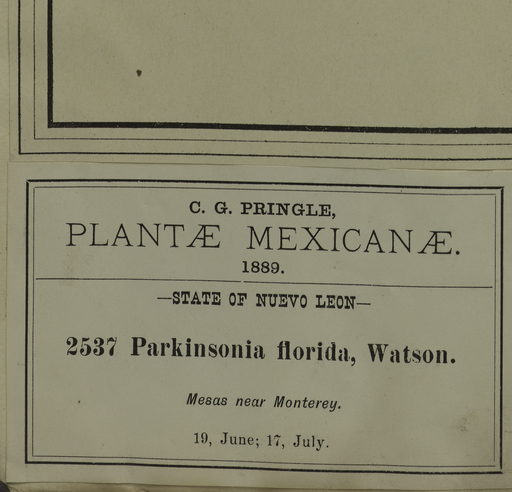 C. G. PRINGLE,
PLANTÆ MEXICANÆ.
1889.
—STATE OF NUEVO LEON—
2537 Parkinsonia florida, Watson.
Mesas near Monterey.
19, June; 17, July.